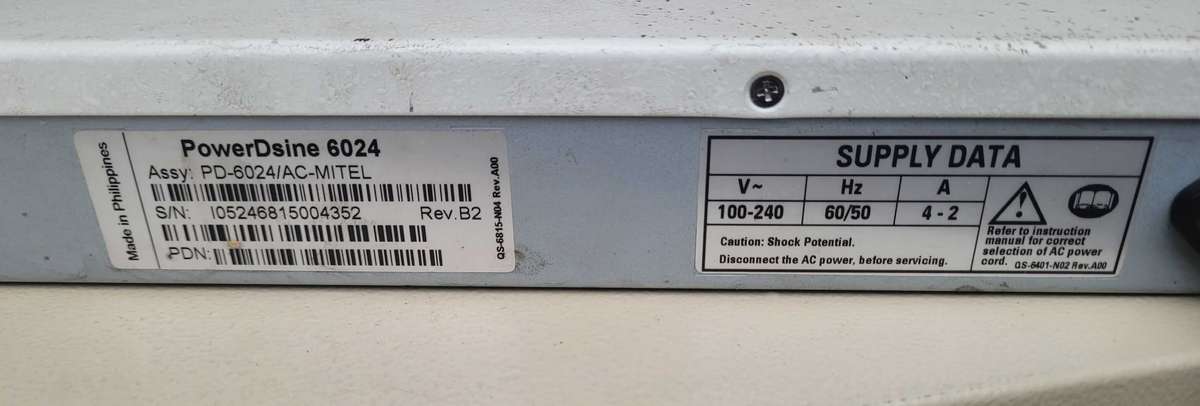 Made in Philippines
PowerDsine 6024
Assy: PD-6024/AC-MITEL
S/N: I05246815004352 Rev.B2
PDN:
QS-6815-N04 Rev.A00
SUPPLY DATA
V~ Hz A
100-240 60/50 4 - 2
Caution: Shock Potential.
Disconnect the AC power, before servicing.
Refer to instruction
manual for correct
selection of AC power
cord. QS-6401-N02 Rev.A00